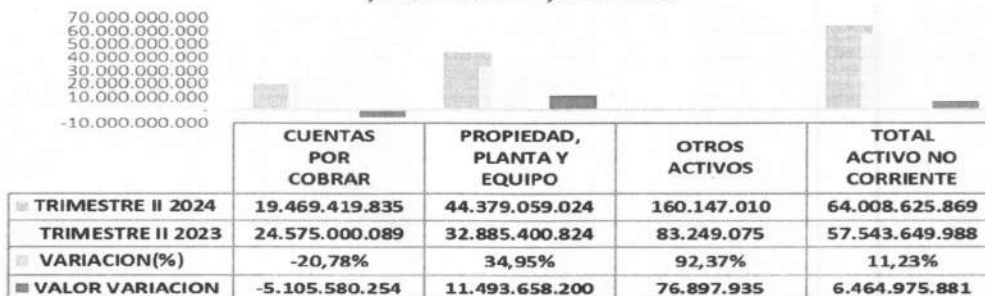 70.000.000.000
60.000.000.000
50.000.000.000
40.000.000.000
30.000.000.000
20.000.000.000
10.000.000.000
-
-10.000.000.000
CUENTAS POR COBRAR PROPIEDAD, PLANTA Y EQUIPO OTROS ACTIVOS TOTAL ACTIVO NO CORRIENTE
TRIMESTRE II 2024 19.469.419.835 44.379.059.024 160.147.010 64.008.625.869
TRIMESTRE II 2023 24.575.000.089 32.885.400.824 83.249.075 57.543.649.988
VARIACION(%) -20,78% 34,95% 92,37% 11,23%
VALOR VARIACION -5.105.580.254 11.493.658.200 76.897.935 6.464.975.881